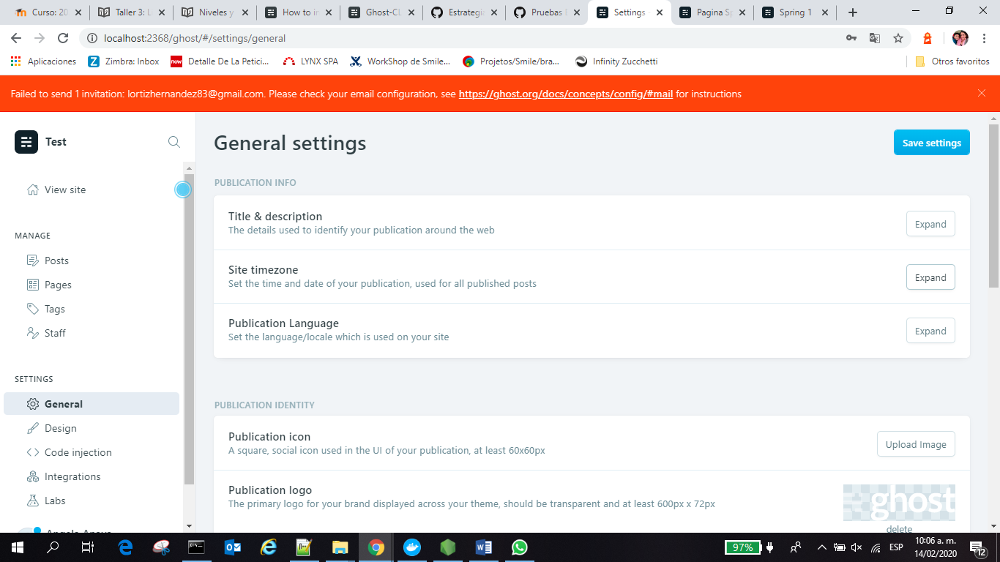 Curso: 20
Taller 3: L
Niveles y
How to in
Ghost-CL
Estrategia
Pruebas E
Settings -
Pagina Sp
Spring 1
localhost:2368/ghost/#/settings/general
Aplicaciones
Zimbra: Inbox
now
Detalle De La Petici...
LYNX SPA
WorkShop de Smile...
Projetos/Smile/bra...
Infinity Zucchetti
Otros favoritos
Failed to send 1 invitation: lortizhernandez83@gmail.com. Please check your email configuration, see https://ghost.org/docs/concepts/config/#mail for instructions
Test
General settings
Save settings
View site
PUBLICATION INFO
Title & description
The details used to identify your publication around the web
Expand
MANAGE
Posts
Pages
Tags
Staff
Site timezone
Set the time and date of your publication, used for all published posts
Expand
Publication Language
Set the language/locale which is used on your site
Expand
SETTINGS
General
Design
Code injection
Integrations
Labs
PUBLICATION IDENTITY
Publication icon
A square, social icon used in the UI of your publication, at least 60x60px
Upload Image
Publication logo
The primary logo for your brand displayed across your theme, should be transparent and at least 600px x 72px
ghost
delete
97%
ESP
10:06 a. m.
14/02/2020
12